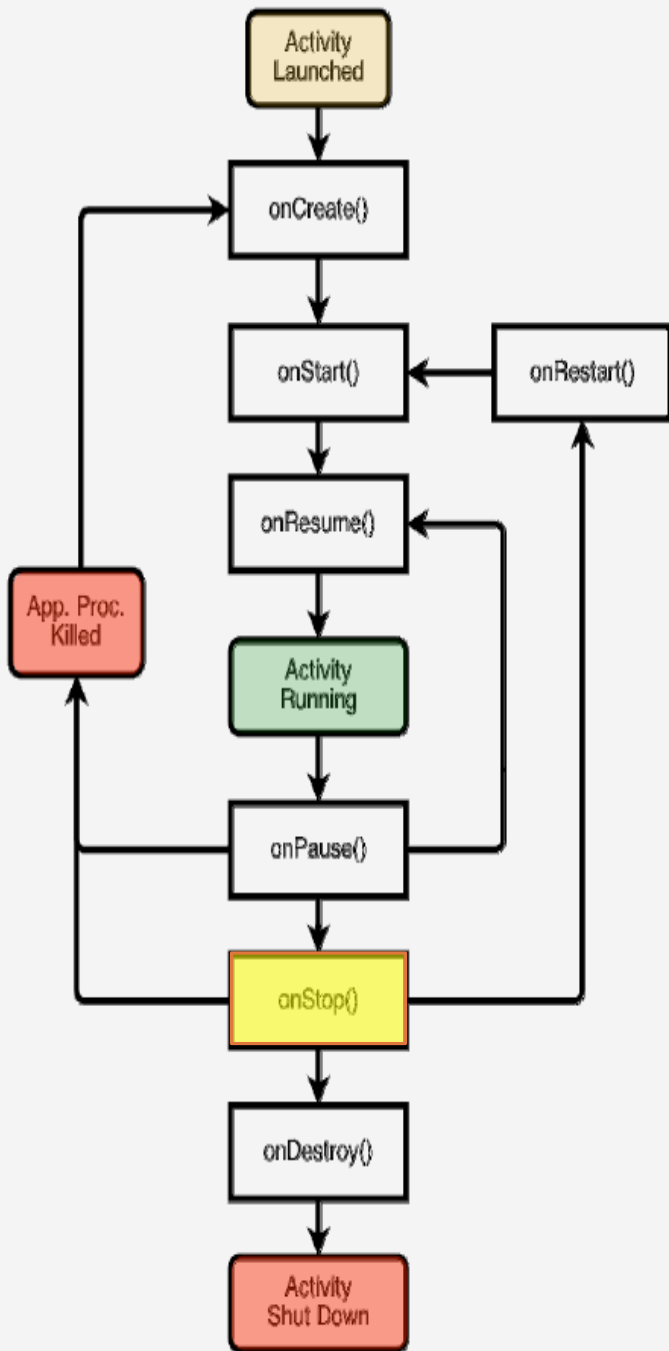 Activity
Launched
onCreate()
onStart()
onRestart()
onResume()
App. Proc.
Killed
Activity
Running
onPause()
onStop()
onDestroy()
Activity
Shut Down